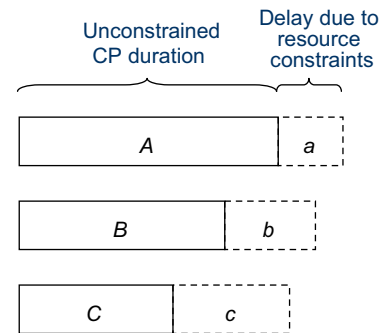 Unconstrained
CP duration
Delay due to
resource
constraints
A
a
B
b
C
c